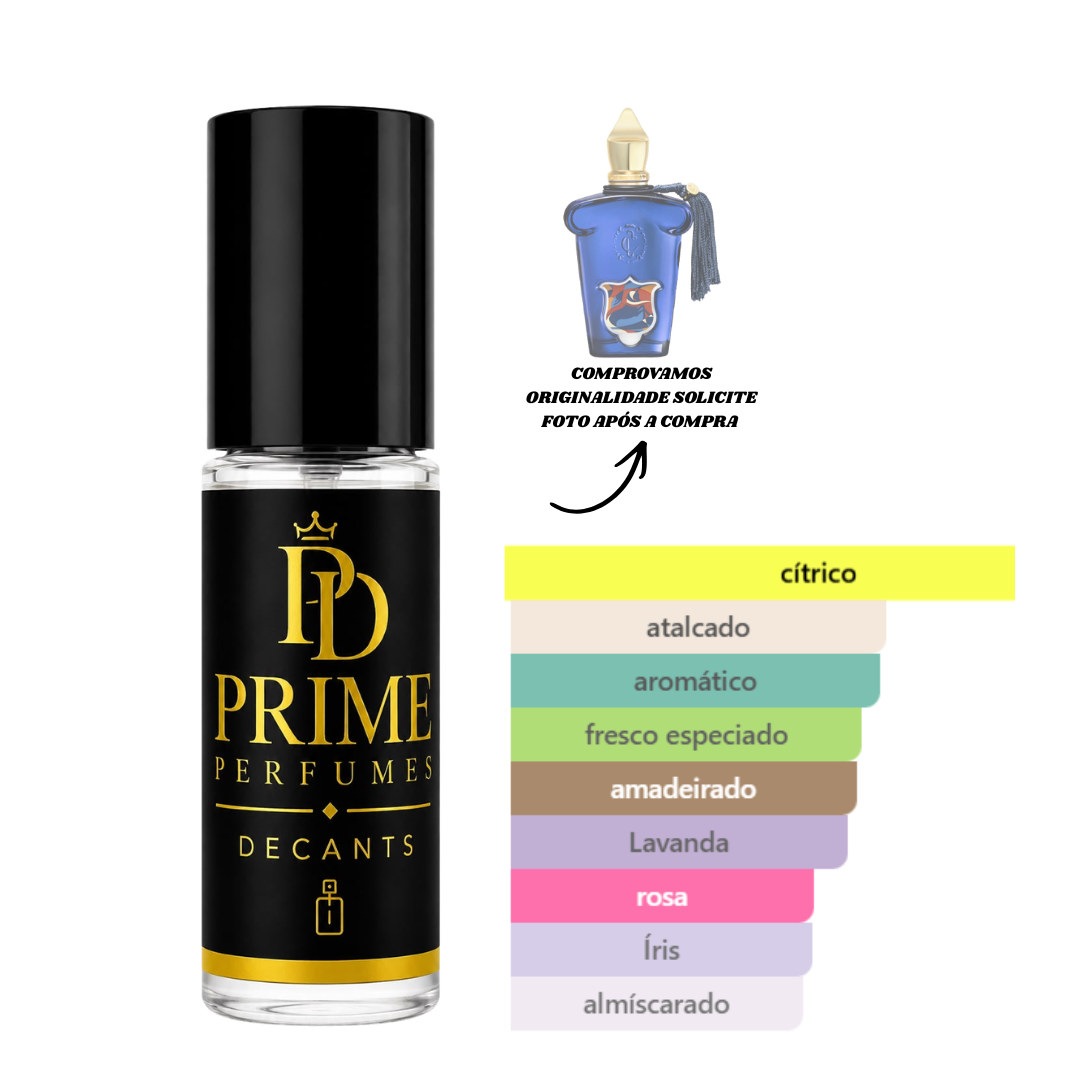 PD
PRIME
PERFUMES
DECANTS
COMPROVAMOS
ORIGINALIDADE SOLICITE
FOTO APÓS A COMPRA
cítrico
atalcado
aromático
fresco especiado
amadeirado
Lavanda
rosa
Íris
almíscarado